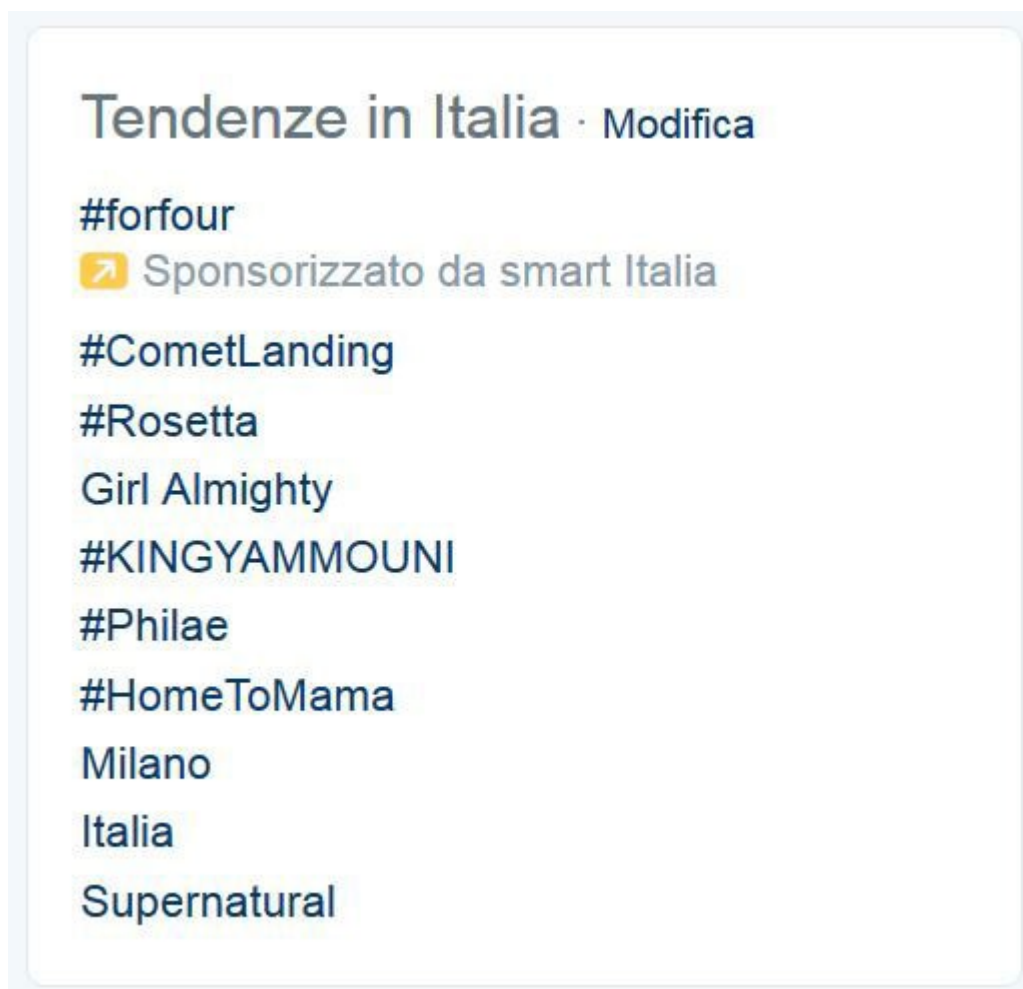 Tendenze in Italia · Modifica
#forfour
Sponsorizzato da smart Italia
#CometLanding
#Rosetta
Girl Almighty
#KINGYAMMOUNI
#Philae
#HomeToMama
Milano
Italia
Supernatural